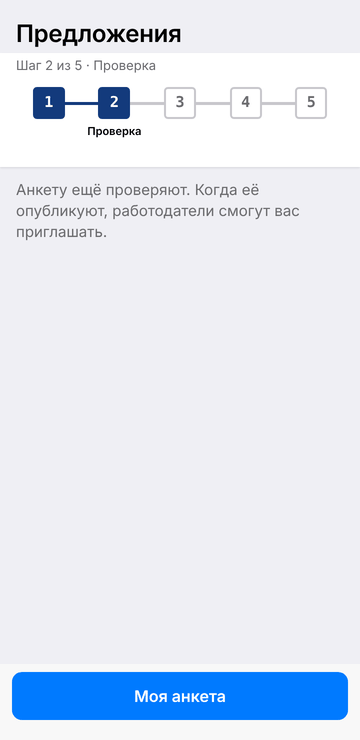 Предложения
Шаг 2 из 5 · Проверка
1 2 3 4 5
Проверка
Анкету ещё проверяют. Когда её
опубликуют, работодатели смогут вас
приглашать.
Моя анкета